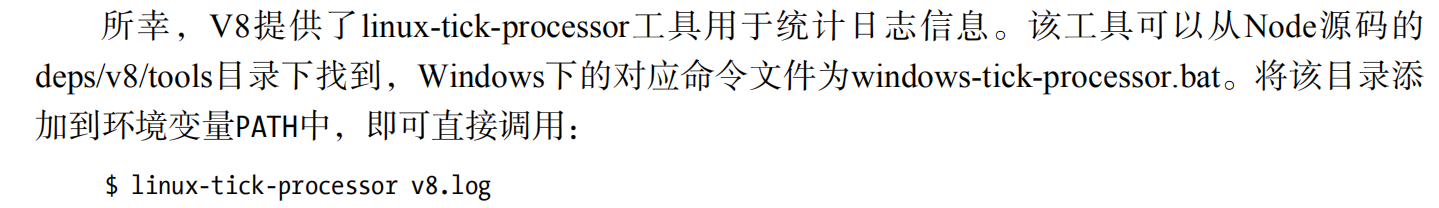 所幸，V8提供了linux-tick-processor工具用于统计日志信息。该工具可以从Node源码的
deps/v8/tools目录下找到，Windows下的对应命令文件为windows-tick-processor.bat。将该目录添
加到环境变量PATH中，即可直接调用：
$ linux-tick-processor v8.log